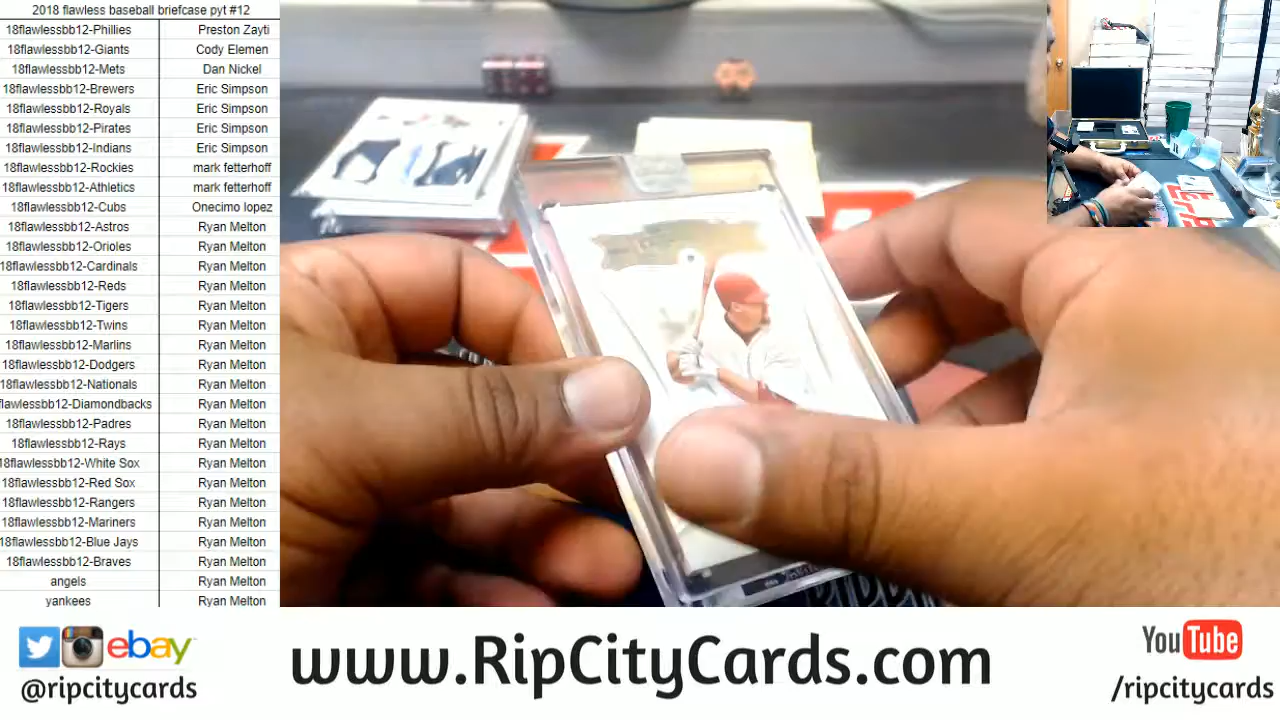 2018 flawless baseball briefcase pyt #12
18flawlessbb12-Phillies Preston Zayti
18flawlessbb12-Giants Cody Elemen
18flawlessbb12-Mets Dan Nickel
18flawlessbb12-Brewers Eric Simpson
18flawlessbb12-Royals Eric Simpson
18flawlessbb12-Pirates Eric Simpson
18flawlessbb12-Indians Eric Simpson
18flawlessbb12-Rockies mark fetterhoff
18flawlessbb12-Athletics mark fetterhoff
18flawlessbb12-Cubs Onecimo lopez
18flawlessbb12-Astros Ryan Melton
18flawlessbb12-Orioles Ryan Melton
18flawlessbb12-Cardinals Ryan Melton
18flawlessbb12-Reds Ryan Melton
18flawlessbb12-Tigers Ryan Melton
18flawlessbb12-Twins Ryan Melton
18flawlessbb12-Marlins Ryan Melton
18flawlessbb12-Dodgers Ryan Melton
18flawlessbb12-Nationals Ryan Melton
flawlessbb12-Diamondbacks Ryan Melton
18flawlessbb12-Padres Ryan Melton
18flawlessbb12-Rays Ryan Melton
18flawlessbb12-White Sox Ryan Melton
18flawlessbb12-Red Sox Ryan Melton
18flawlessbb12-Rangers Ryan Melton
18flawlessbb12-Mariners Ryan Melton
18flawlessbb12-Blue Jays Ryan Melton
18flawlessbb12-Braves Ryan Melton
angels Ryan Melton
yankees Ryan Melton
ebay
@ripcitycards
www.RipCityCards.com
YouTube
/ripcitycards